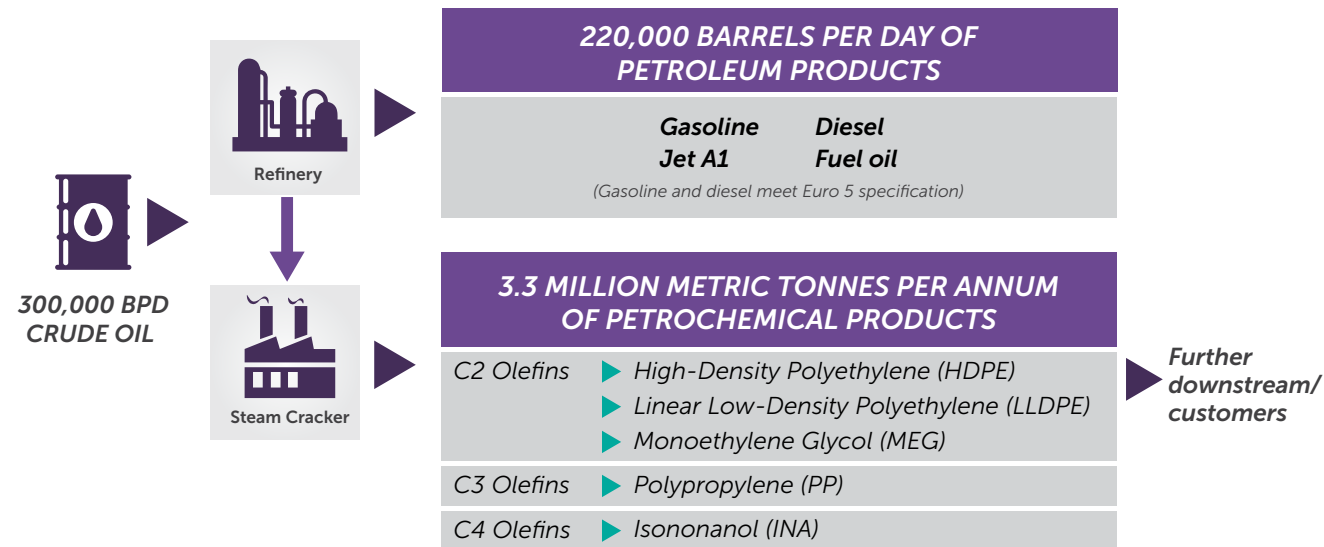 300,000 BPD
CRUDE OIL
Refinery
Steam Cracker
220,000 BARRELS PER DAY OF
PETROLEUM PRODUCTS
Gasoline Diesel
Jet A1 Fuel oil
(Gasoline and diesel meet Euro 5 specification)
3.3 MILLION METRIC TONNES PER ANNUM
OF PETROCHEMICAL PRODUCTS
C2 Olefins High-Density Polyethylene (HDPE)
Linear Low-Density Polyethylene (LLDPE)
Monoethylene Glycol (MEG)
C3 Olefins Polypropylene (PP)
C4 Olefins Isononanol (INA)
Further
downstream/
customers